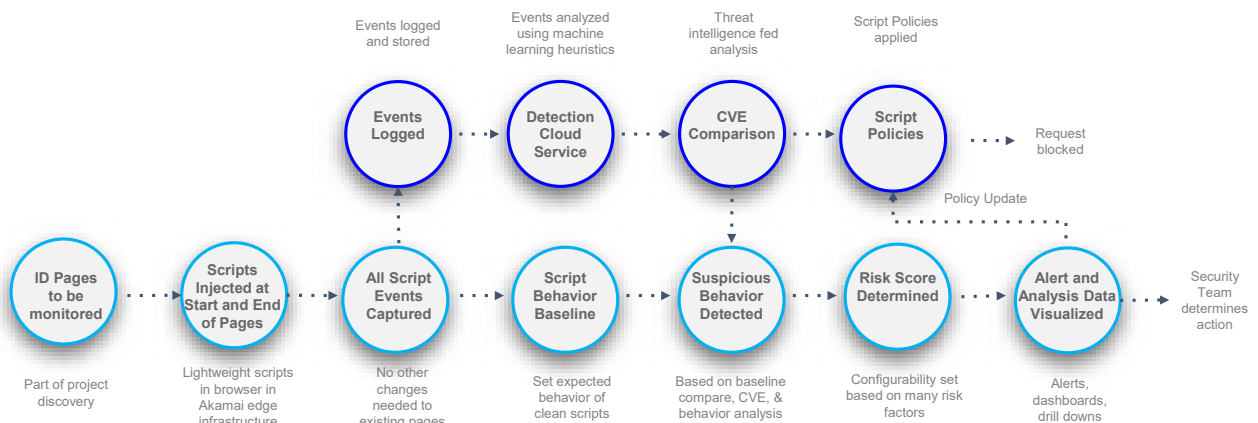 Events logged
and stored
Events analyzed
using machine
learning heuristics
Threat
intelligence fed
analysis
Script Policies
applied
Events
Logged
Detection
Cloud
Service
CVE
Comparison
Script
Policies
Request
blocked
Policy Update
ID Pages
to be
monitored
Scripts
Injected at
Start and End
of Pages
All Script
Events
Captured
Script
Behavior
Baseline
Suspicious
Behavior
Detected
Risk Score
Determined
Alert and
Analysis Data
Visualized
Security
Team
determines
action
Part of project
discovery
Lightweight scripts
in browser in
Akamai edge
infrastructure
No other
changes
needed to
existing pages
Set expected
behavior of
clean scripts
Based on baseline
compare, CVE, &
behavior analysis
Configurability set
based on many risk
factors
Alerts,
dashboards,
drill downs